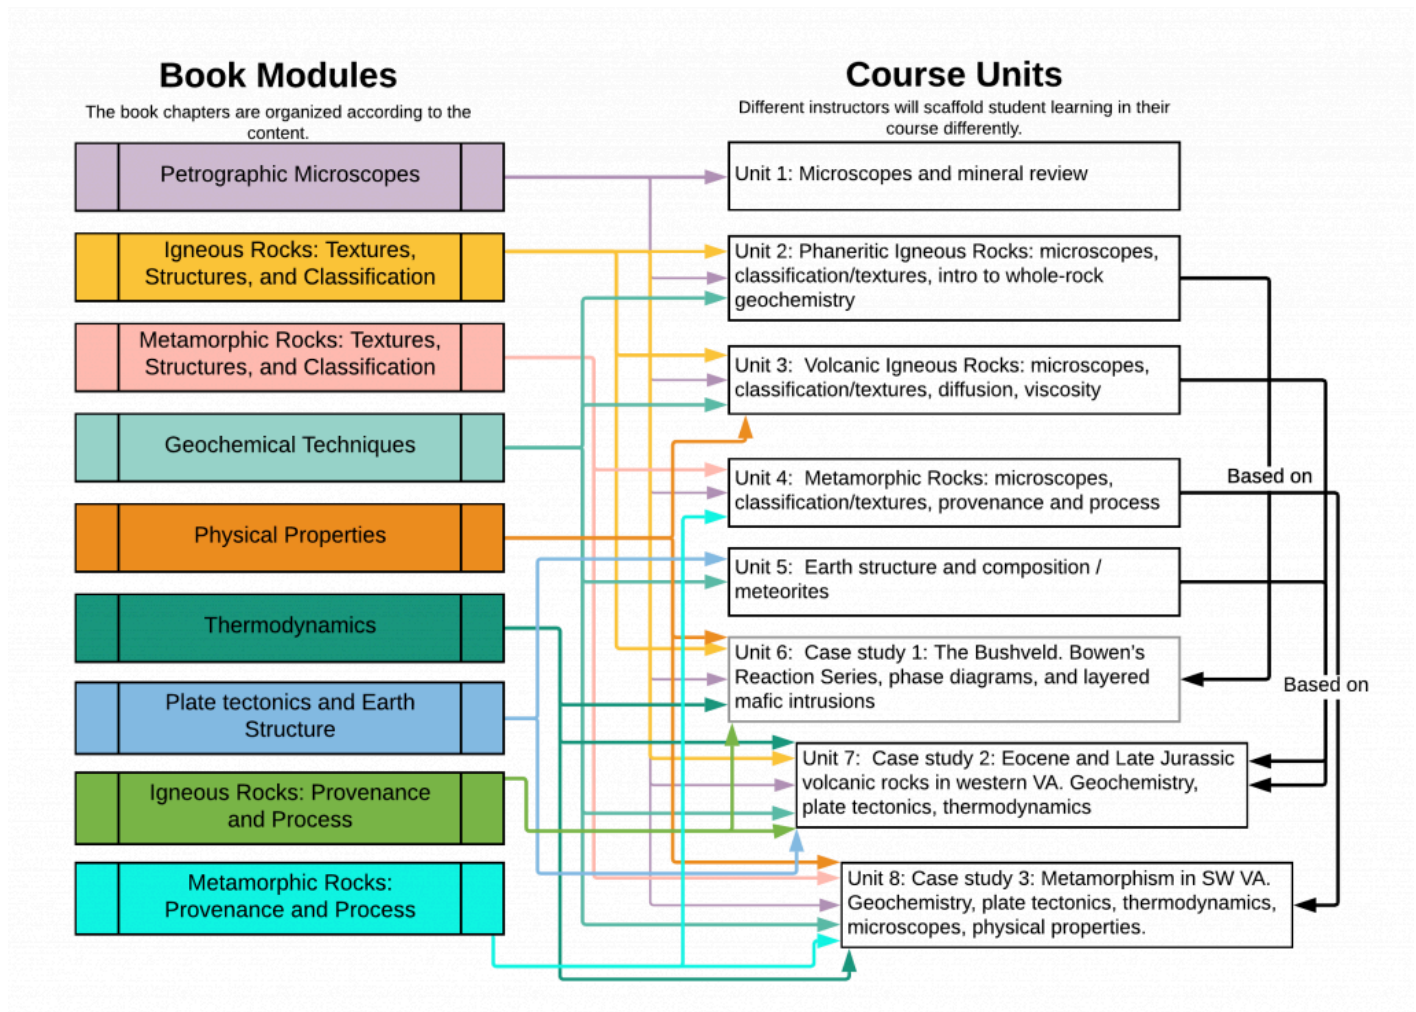 Book Modules
The book chapters are organized according to the
content.
Petrographic Microscopes
Igneous Rocks: Textures,
Structures, and Classification
Metamorphic Rocks: Textures,
Structures, and Classification
Geochemical Techniques
Physical Properties
Thermodynamics
Plate tectonics and Earth
Structure
Igneous Rocks: Provenance
and Process
Metamorphic Rocks:
Provenance and Process
Course Units
Different instructors will scaffold student learning in their
course differently.
Unit 1: Microscopes and mineral review
Unit 2: Phaneritic Igneous Rocks: microscopes,
classification/textures, intro to whole-rock
geochemistry
Unit 3:  Volcanic Igneous Rocks: microscopes,
classification/textures, diffusion, viscosity
Unit 4:  Metamorphic Rocks: microscopes,
classification/textures, provenance and process
Unit 5:  Earth structure and composition /
meteorites
Unit 6:  Case study 1: The Bushveld. Bowen's
Reaction Series, phase diagrams, and layered
mafic intrusions
Unit 7:  Case study 2: Eocene and Late Jurassic
volcanic rocks in western VA. Geochemistry,
plate tectonics, thermodynamics
Unit 8: Case study 3: Metamorphism in SW VA.
Geochemistry, plate tectonics, thermodynamics,
microscopes, physical properties.
Based on
Based on